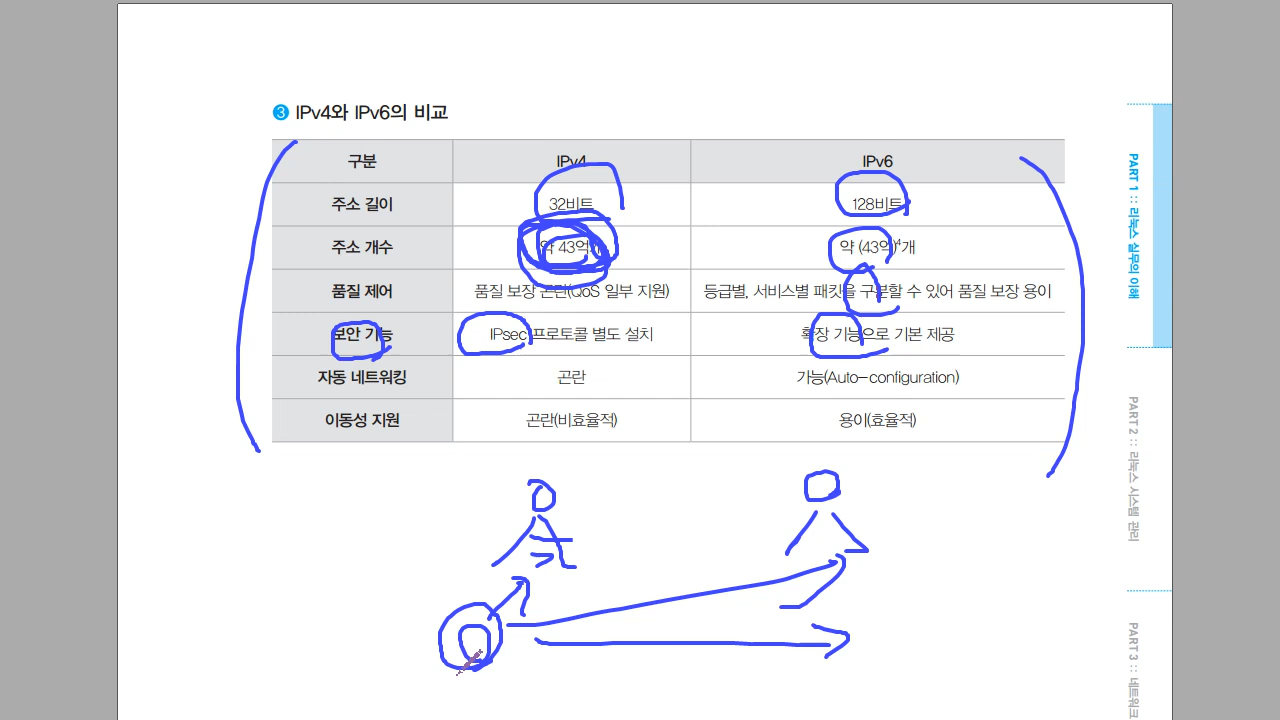 ❸ IPv4와 IPv6의 비교
구분 IPv4 IPv6
주소 길이 32비트 128비트
주소 개수 약 43억개 약 (43억)⁴개
품질 제어 품질 보장 곤란(QoS 일부 지원) 등급별, 서비스별 패킷을 구분할 수 있어 품질 보장 용이
보안 기능 IPsec 프로토콜 별도 설치 확장 기능으로 기본 제공
자동 네트워킹 곤란 가능(Auto-configuration)
이동성 지원 곤란(비효율적) 용이(효율적)
PART 1 :: 리눅스 실무의 이해
PART 2 :: 리눅스 시스템 관리
PART 3 :: 네트워크